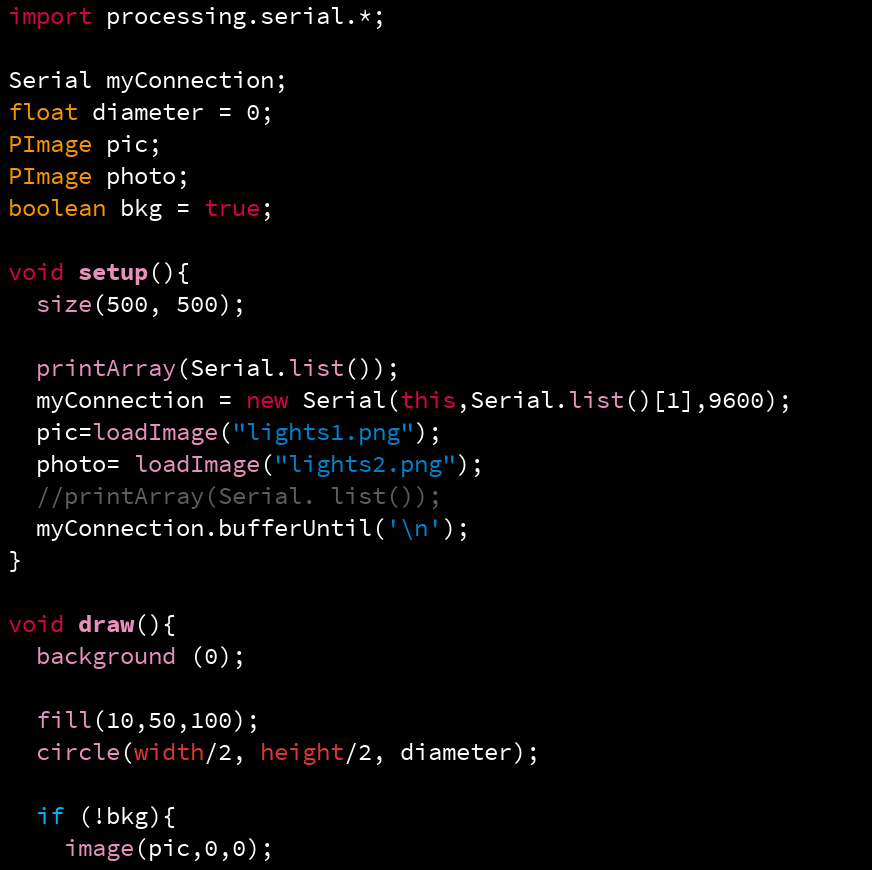 import processing.serial.*;
Serial myConnection;
float diameter = 0;
PImage pic;
PImage photo;
boolean bkg = true;
void setup(){
  size(500, 500);
  printArray(Serial.list());
  myConnection = new Serial(this,Serial.list()[1],9600);
  pic=loadImage("lights1.png");
  photo= loadImage("lights2.png");
  //printArray(Serial. list());
  myConnection.bufferUntil('\n');
}
void draw(){
  background (0);
  fill(10,50,100);
  circle(width/2, height/2, diameter);
  if (!bkg){
    image(pic,0,0);